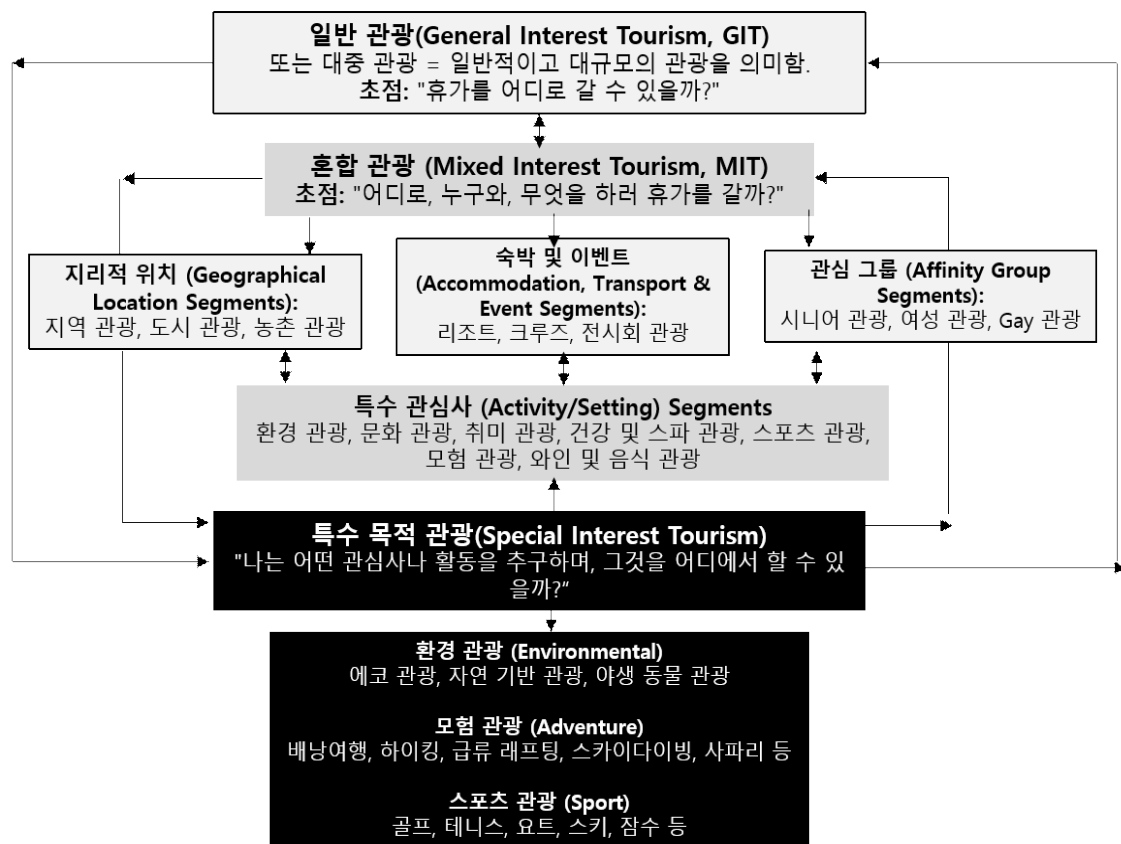 일반 관광(General Interest Tourism, GIT)
또는 대중 관광 = 일반적이고 대규모의 관광을 의미함.
초점: "휴가를 어디로 갈 수 있을까?"
혼합 관광 (Mixed Interest Tourism, MIT)
초점: "어디로, 누구와, 무엇을 하러 휴가를 갈까?"
지리적 위치 (Geographical
Location Segments):
지역 관광, 도시 관광, 농촌 관광
숙박 및 이벤트
(Accommodation, Transport &
Event Segments):
리조트, 크루즈, 전시회 관광
관심 그룹 (Affinity Group
Segments):
시니어 관광, 여성 관광, Gay 관광
특수 관심사 (Activity/Setting) Segments
환경 관광, 문화 관광, 취미 관광, 건강 및 스파 관광, 스포츠 관광,
모험 관광, 와인 및 음식 관광
특수 목적 관광(Special Interest Tourism)
"나는 어떤 관심사나 활동을 추구하며, 그것을 어디에서 할 수 있
을까?“
환경 관광 (Environmental)
에코 관광, 자연 기반 관광, 야생 동물 관광
모험 관광 (Adventure)
배낭여행, 하이킹, 급류 래프팅, 스카이다이빙, 사파리 등
스포츠 관광 (Sport)
골프, 테니스, 요트, 스키, 잠수 등